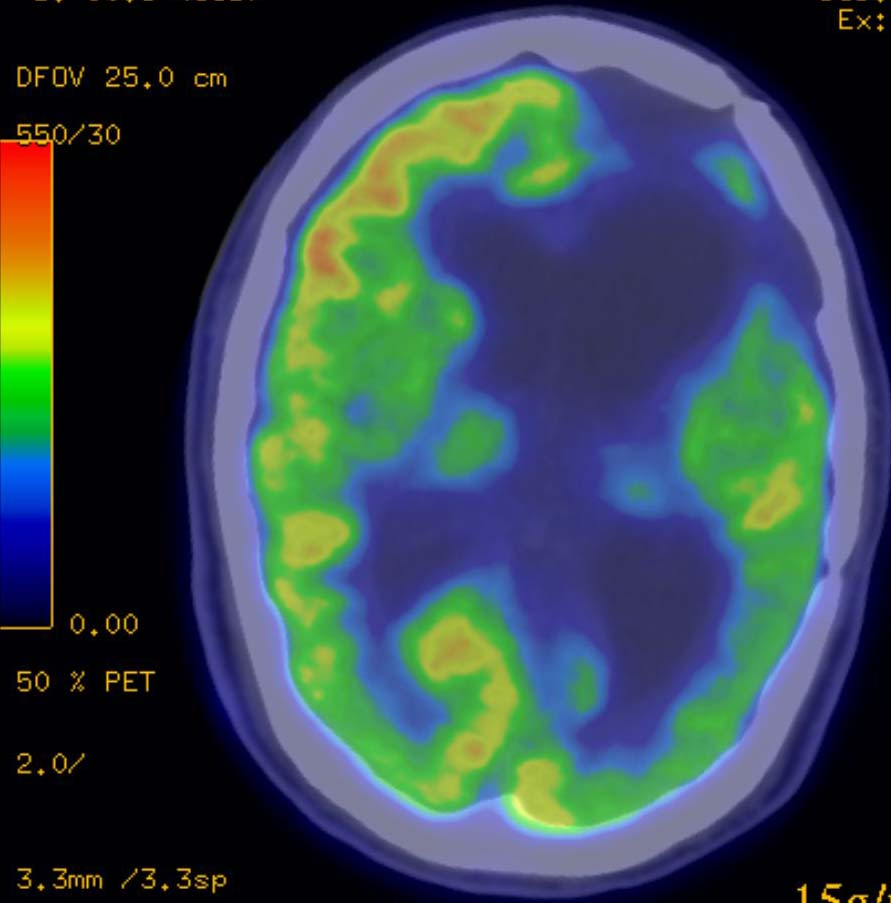 Ex:
DFOV 25.0 cm
550/30
0.00
50 % PET
2.0/
3.3mm /3.3sp